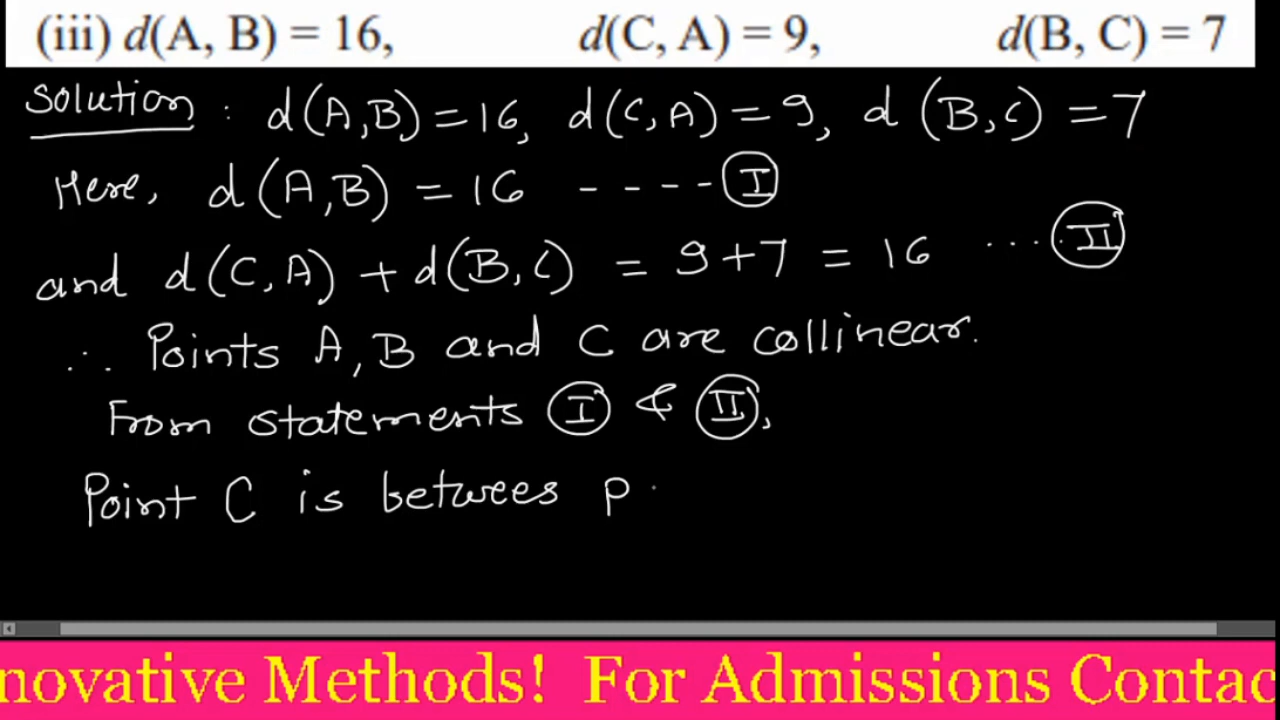 (iii) d(A, B) = 16, d(C, A) = 9, d(B, C) = 7
Solution : d(A,B)=16, d(C,A)=9, d(B,C)=7
Here, d(A,B) = 16 ---- I
and d(C,A) + d(B,C) = 9+7 = 16 .... II
∴ Points A, B and C are collinear.
From statements I & II,
Point C is betwees p
novative Methods! For Admissions Contac